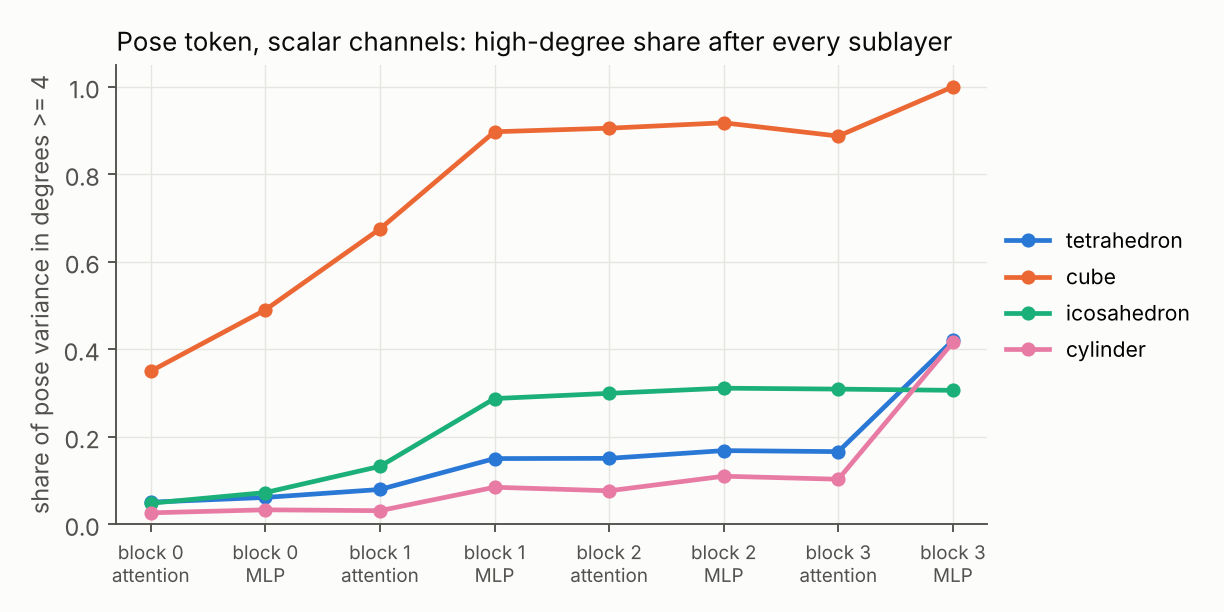 Pose token, scalar channels: high-degree share after every sublayer
share of pose variance in degrees >= 4
1.0
0.8
0.6
0.4
0.2
0.0
block 0
attention
block 0
MLP
block 1
attention
block 1
MLP
block 2
attention
block 2
MLP
block 3
attention
block 3
MLP
tetrahedron
cube
icosahedron
cylinder